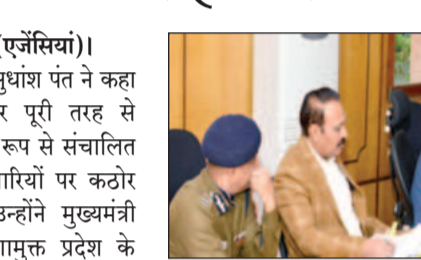 (एजेंसियां)।
सुधांश पंत ने कहा
पूरी तरह से
रूप से संचालित
पर कठोर
उन्होंने मुख्यमंत्री
प्रदेश के